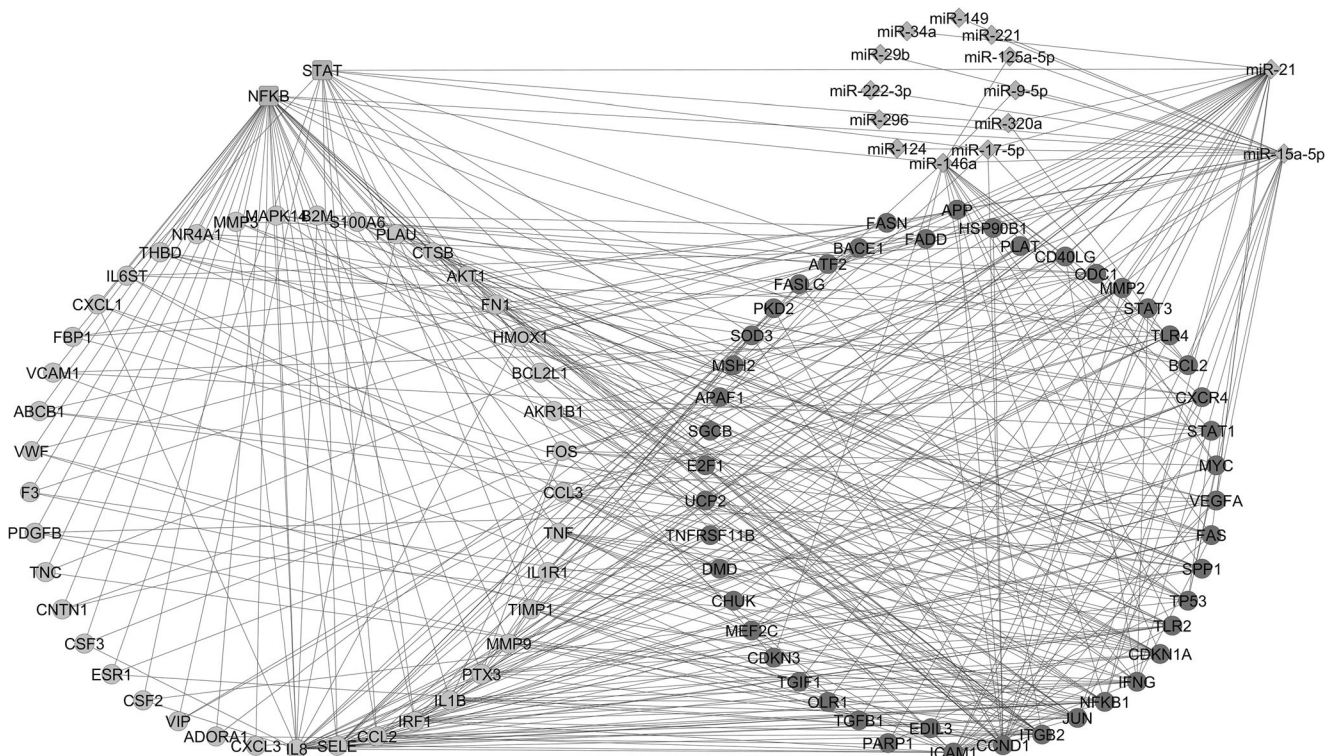 miR-149
miR-34a
miR-221
miR-29b
miR-125a-5p
STAT
miR-21
NFKB
miR-222-3p
miR-9-5p
miR-296
miR-320a
miR-124
miR-17-5p
miR-15a-5p
miR-146a
MMP3
MAPK14
B2M
S100A6
NR4A1
PLAU
THBD
CTSB
IL6ST
AKT1
CXCL1
FN1
FBP1
HMOX1
VCAM1
BCL2L1
ABCB1
AKR1B1
VWF
FOS
F3
CCL3
PDGFB
TNF
TNC
IL1R1
CNTN1
TIMP1
CSF3
MMP9
ESR1
PTX3
CSF2
IL1B
VIP
IRF1
ADORA1
CCL2
CXCL3
IL8
SELE
APP
FASN
HSP90B1
FADD
BACE1
PLAT
ATF2
CD40LG
FASLG
ODC1
PKD2
MMP2
SOD3
STAT3
MSH2
TLR4
APAF1
BCL2
SGCB
CXCR4
E2F1
STAT1
UCP2
MYC
TNFRSF11B
VEGFA
DMD
FAS
CHUK
SPP1
MEF2C
TP53
CDKN3
TLR2
TGIF1
CDKN1A
OLR1
IFNG
TGFB1
NFKB1
EDIL3
JUN
PARP1
ITGB2
ICAM1
CCND1